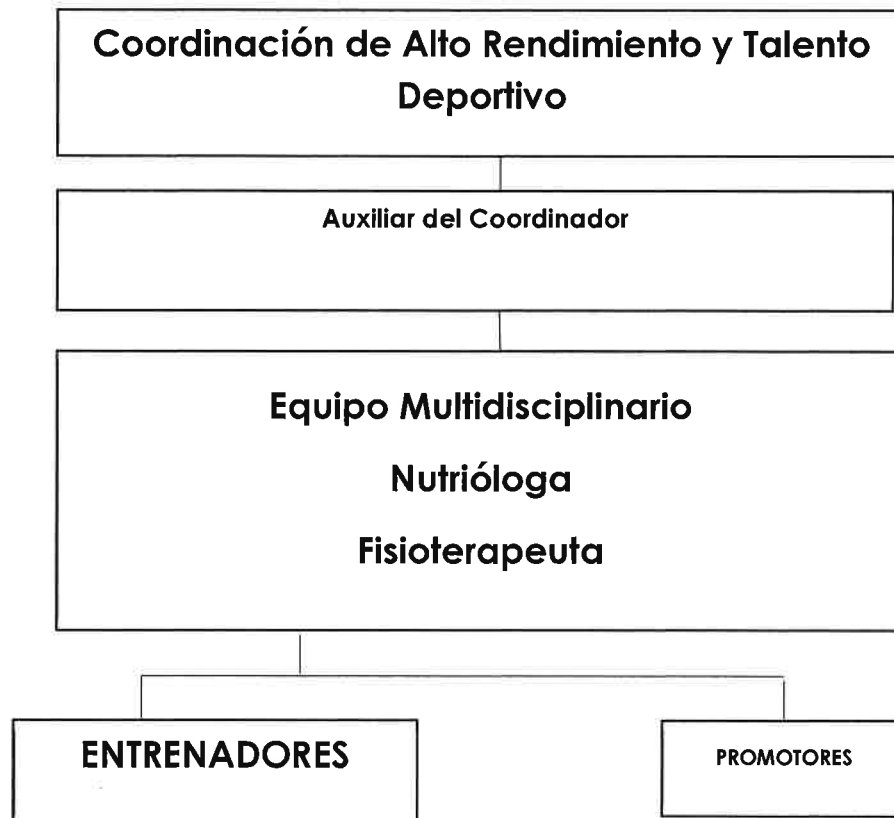 Coordinación de Alto Rendimiento y Talento
Deportivo
Auxiliar del Coordinador
Equipo Multidisciplinario
Nutrióloga
Fisioterapeuta
ENTRENADORES
PROMOTORES